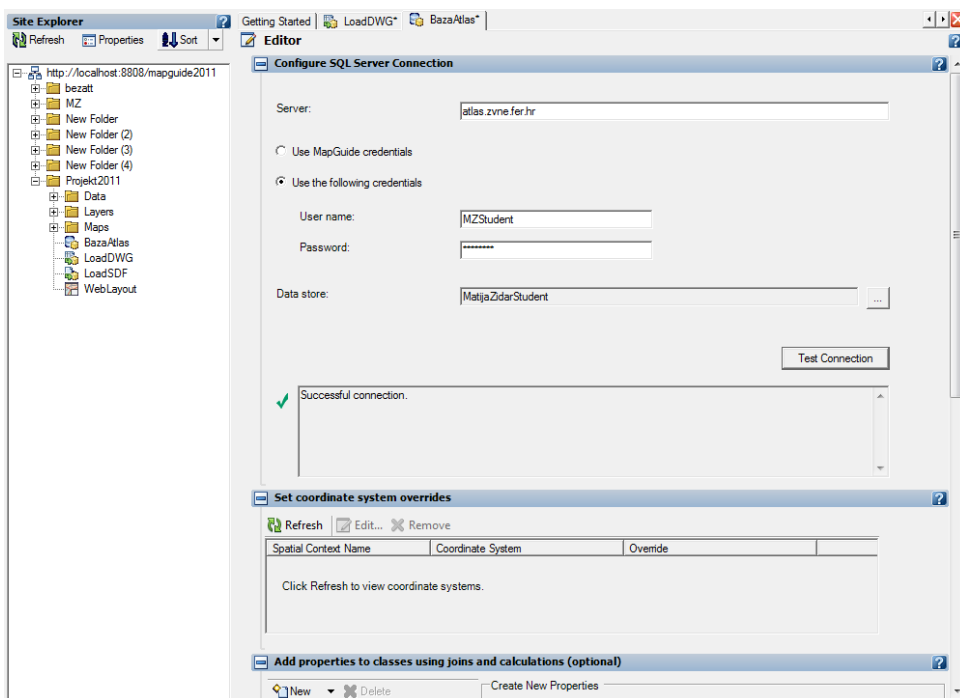 Site Explorer
Refresh Properties Sort
http://localhost:8808/mapguide2011
bezatt
MZ
New Folder
New Folder (2)
New Folder (3)
New Folder (4)
Projekt2011
Data
Layers
Maps
BazaAtlas
LoadDWG
LoadSDF
WebLayout
Getting Started LoadDWG* BazaAtlas*
Editor
Configure SQL Server Connection
Server: atlas.zvne.fer.hr
Use MapGuide credentials
Use the following credentials
User name: MZStudent
Password: ********
Data store: MatijaZidarStudent ...
Test Connection
Successful connection.
Set coordinate system overrides
Refresh Edit... Remove
Spatial Context Name Coordinate System Override
Click Refresh to view coordinate systems.
Add properties to classes using joins and calculations (optional)
New Delete Create New Properties